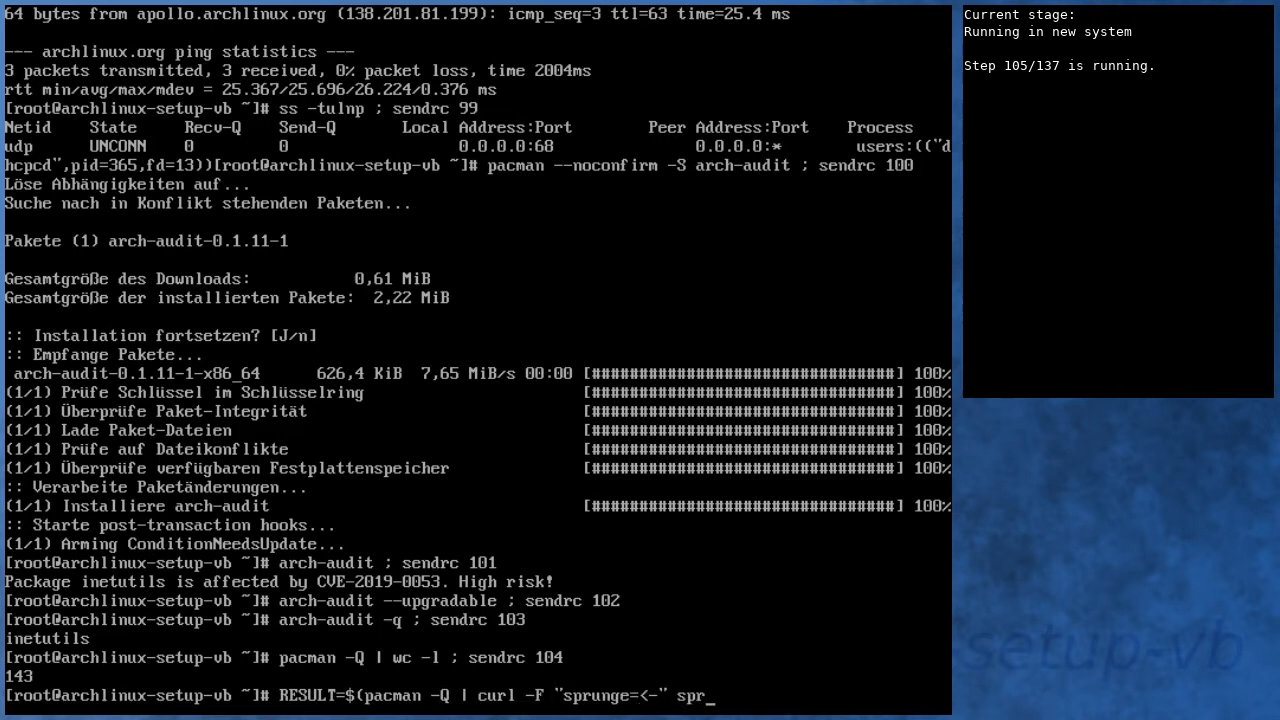 64 bytes from apollo.archlinux.org (138.201.81.199): icmp_seq=3 ttl=63 time=25.4 ms
--- archlinux.org ping statistics ---
3 packets transmitted, 3 received, 0% packet loss, time 2004ms
rtt min/avg/max/mdev = 25.367/25.696/26.224/0.376 ms
[root@archlinux-setup-vb ~]# ss -tulnp ; sendrc 99
Netid    State     Recv-Q    Send-Q       Local Address:Port        Peer Address:Port    Process
udp      UNCONN    0         0                  0.0.0.0:68               0.0.0.0:*        users:(("d
hcpcd",pid=365,fd=13))[root@archlinux-setup-vb ~]# pacman --noconfirm -S arch-audit ; sendrc 100
Löse Abhängigkeiten auf...
Suche nach in Konflikt stehenden Paketen...
Pakete (1) arch-audit-0.1.11-1
Gesamtgröße des Downloads:           0,61 MiB
Gesamtgröße der installierten Pakete:  2,22 MiB
:: Installation fortsetzen? [J/n]
:: Empfange Pakete...
 arch-audit-0.1.11-1-x86_64      626,4 KiB  7,65 MiB/s 00:00 [################################] 100%
(1/1) Prüfe Schlüssel im Schlüsselring                       [################################] 100%
(1/1) Überprüfe Paket-Integrität                             [################################] 100%
(1/1) Lade Paket-Dateien                                     [################################] 100%
(1/1) Prüfe auf Dateikonflikte                               [################################] 100%
(1/1) Überprüfe verfügbaren Festplattenspeicher              [################################] 100%
:: Verarbeite Paketänderungen...
(1/1) Installiere arch-audit                                 [################################] 100%
:: Starte post-transaction hooks...
(1/1) Arming ConditionNeedsUpdate...
[root@archlinux-setup-vb ~]# arch-audit ; sendrc 101
Package inetutils is affected by CVE-2019-0053. High risk!
[root@archlinux-setup-vb ~]# arch-audit --upgradable ; sendrc 102
[root@archlinux-setup-vb ~]# arch-audit -q ; sendrc 103
inetutils
[root@archlinux-setup-vb ~]# pacman -Q | wc -l ; sendrc 104
143
[root@archlinux-setup-vb ~]# RESULT=$(pacman -Q | curl -F "sprunge=<-" spr_
Current stage:
Running in new system
Step 105/137 is running.
setup-vb